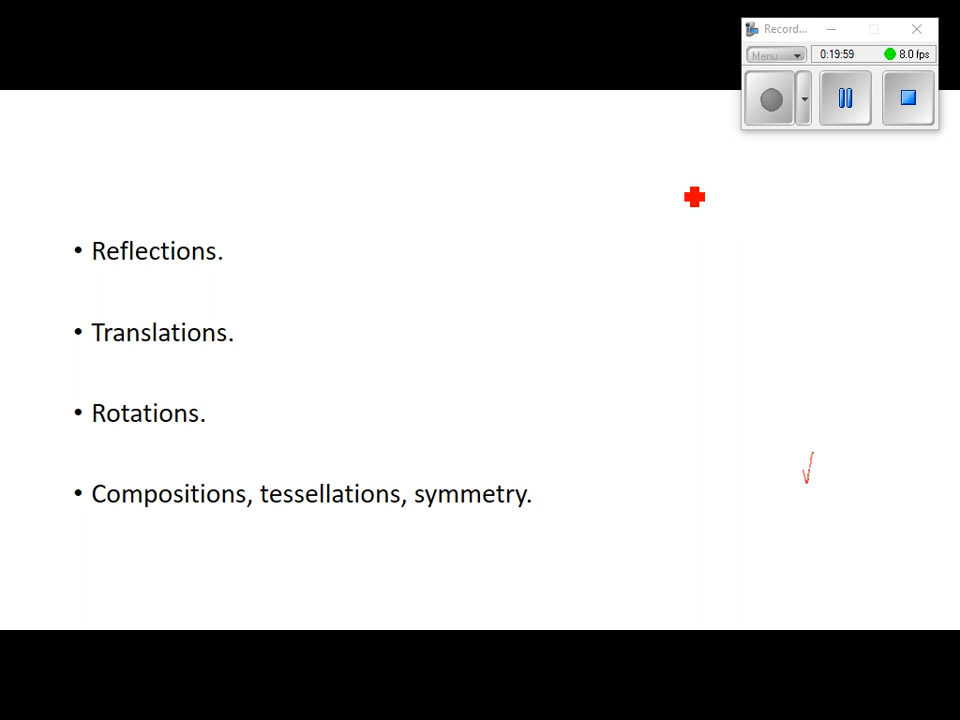 Record...
Menu
0:19:59
8.0 fps
• Reflections.
• Translations.
• Rotations.
• Compositions, tessellations, symmetry.